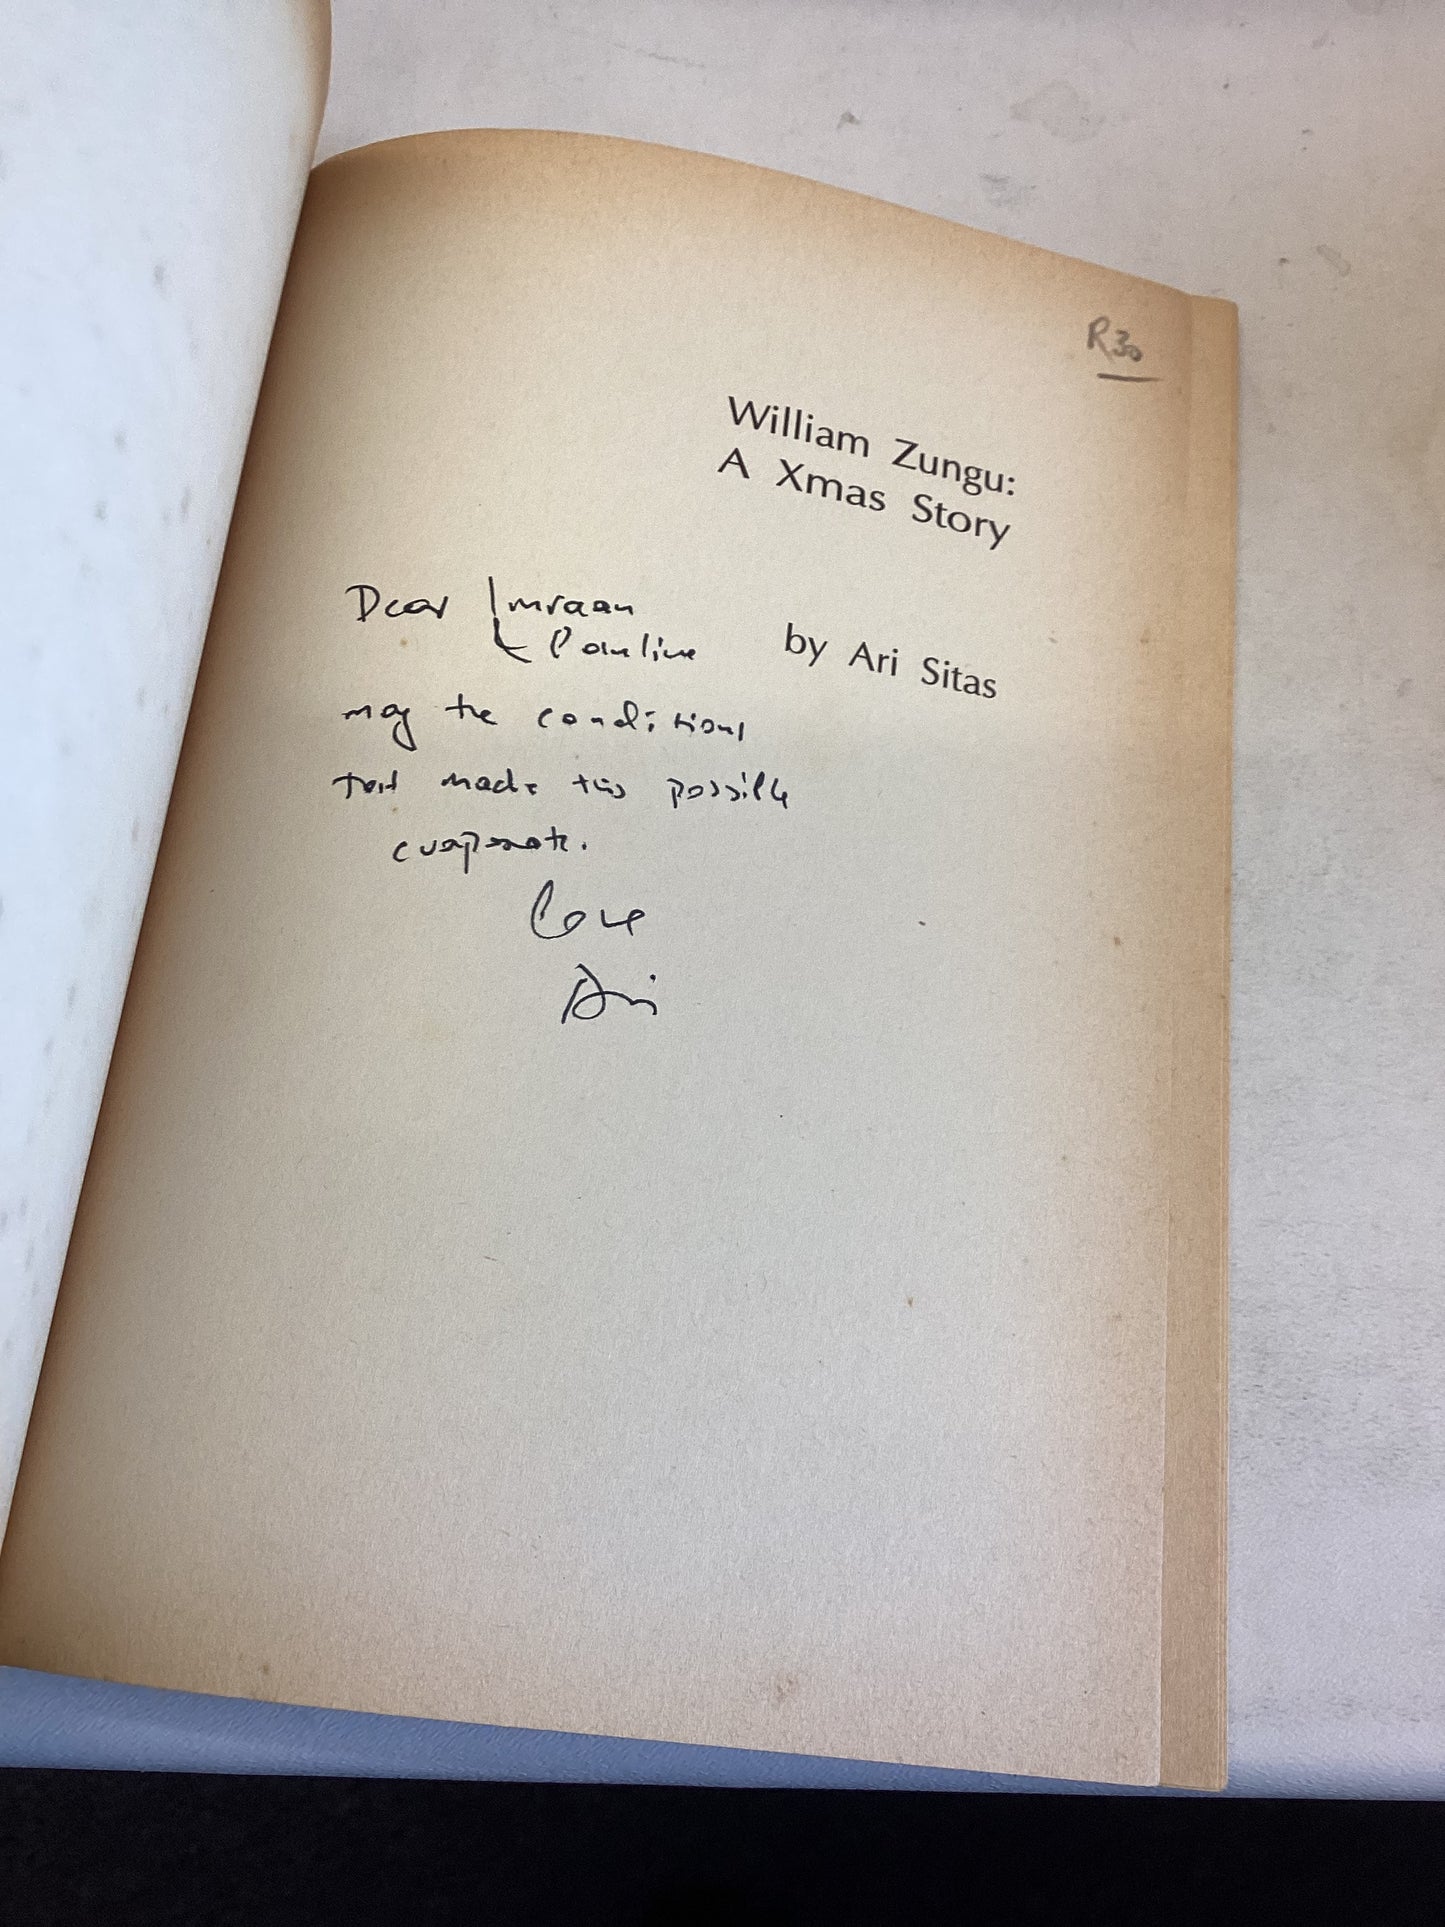 R30
William Zungu:
A Xmas Story
by Ari Sitas
Dear Imraan
& Pauline
may the conditions
that made this possible
evaporate.
Love
Ari